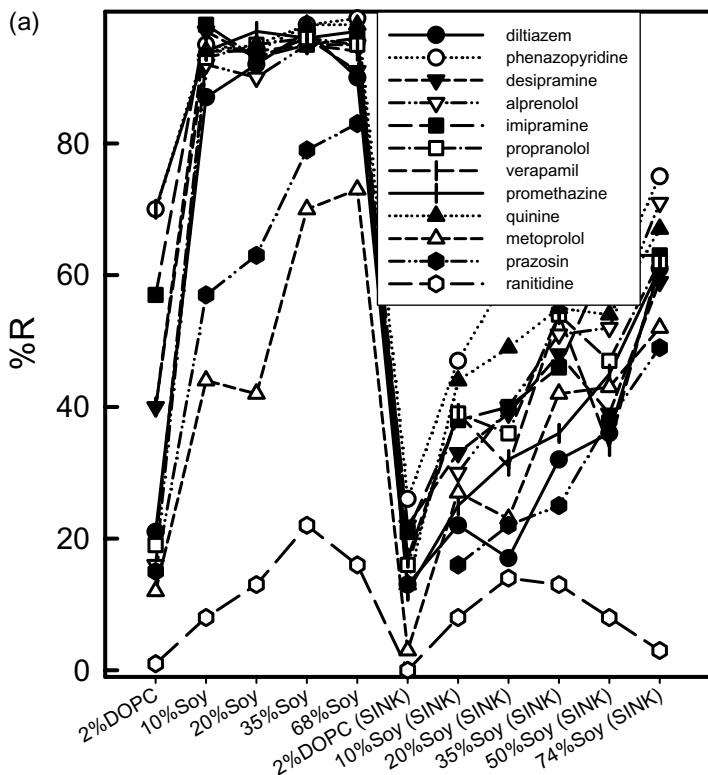 (a)
diltiazem
phenazopyridine
desipramine
alprenolol
imipramine
propranolol
verapamil
promethazine
quinine
metoprolol
prazosin
ranitidine
%R
80
60
40
20
0
2%DOPC
10%Soy
20%Soy
35%Soy
68%Soy
2%DOPC (SINK)
10%Soy (SINK)
20%Soy (SINK)
35%Soy (SINK)
50%Soy (SINK)
74%Soy (SINK)